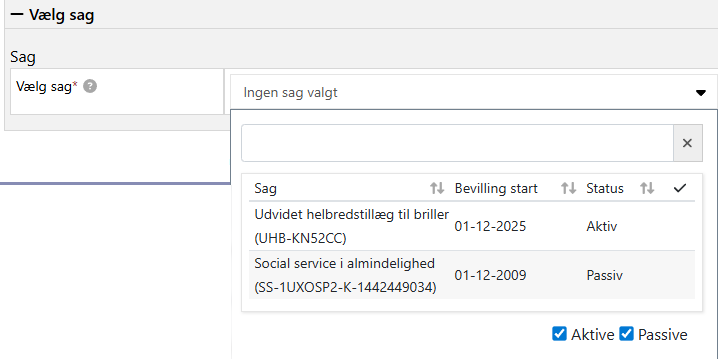 Vælg sag
Sag
Vælg sag*
Ingen sag valgt
Sag Bevilling start Status
Udvidet helbredstillæg til briller
(UHB-KN52CC) 01-12-2025 Aktiv
Social service i almindelighed
(SS-1UXOSP2-K-1442449034) 01-12-2009 Passiv
Aktive Passive